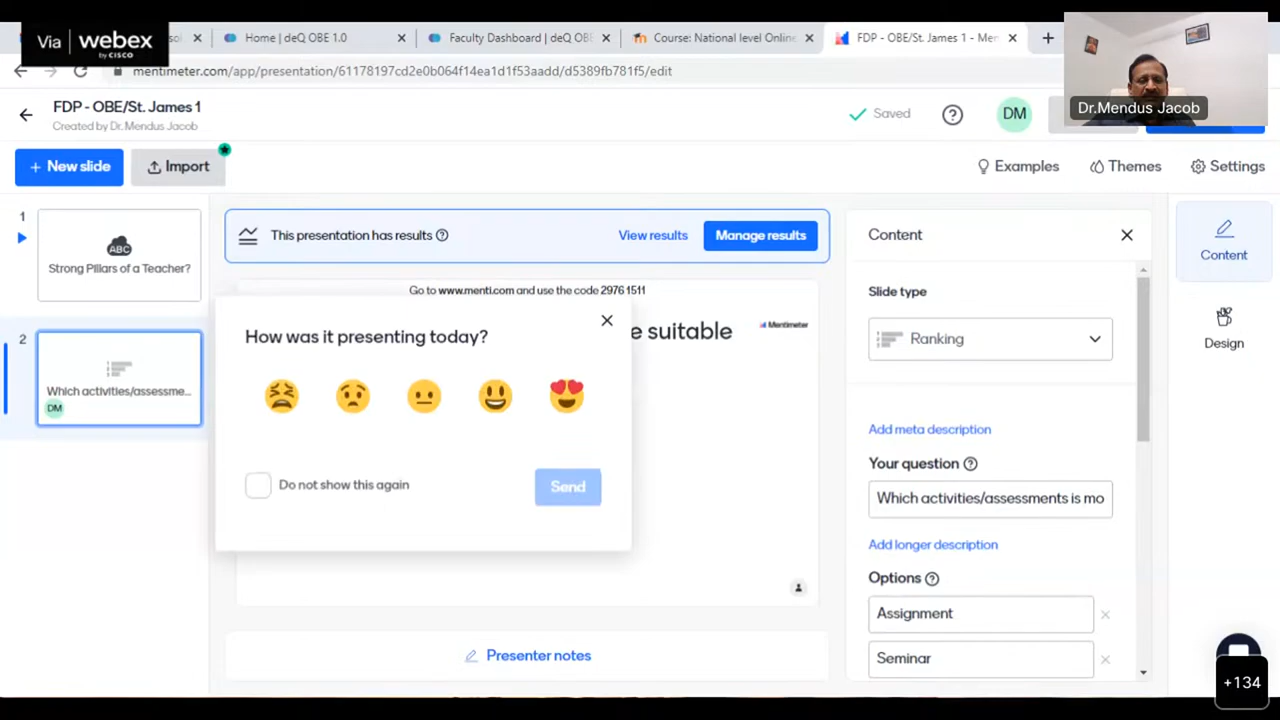 Via webex
by CISCO
Home | deQ OBE 1.0
Faculty Dashboard | deQ OBE
Course: National level Online
FDP - OBE/St. James 1 - Men
mentimeter.com/app/presentation/61178197cd2e0b064f14ea1d1f53aadd/d5389fb781f5/edit
Dr.Mendus Jacob
FDP - OBE/St. James 1
Created by Dr.Mendus Jacob
Saved
DM
+ New slide
Import
Examples
Themes
Settings
1
ABC
Strong Pillars of a Teacher?
2
Which activities/assessme...
DM
This presentation has results
View results
Manage results
Go to www.menti.com and use the code 2976 1511
e suitable
Mentimeter
How was it presenting today?
Do not show this again
Send
Presenter notes
Content
Slide type
Ranking
Add meta description
Your question
Which activities/assessments is mo
Add longer description
Options
Assignment
Seminar
Content
Design
+134